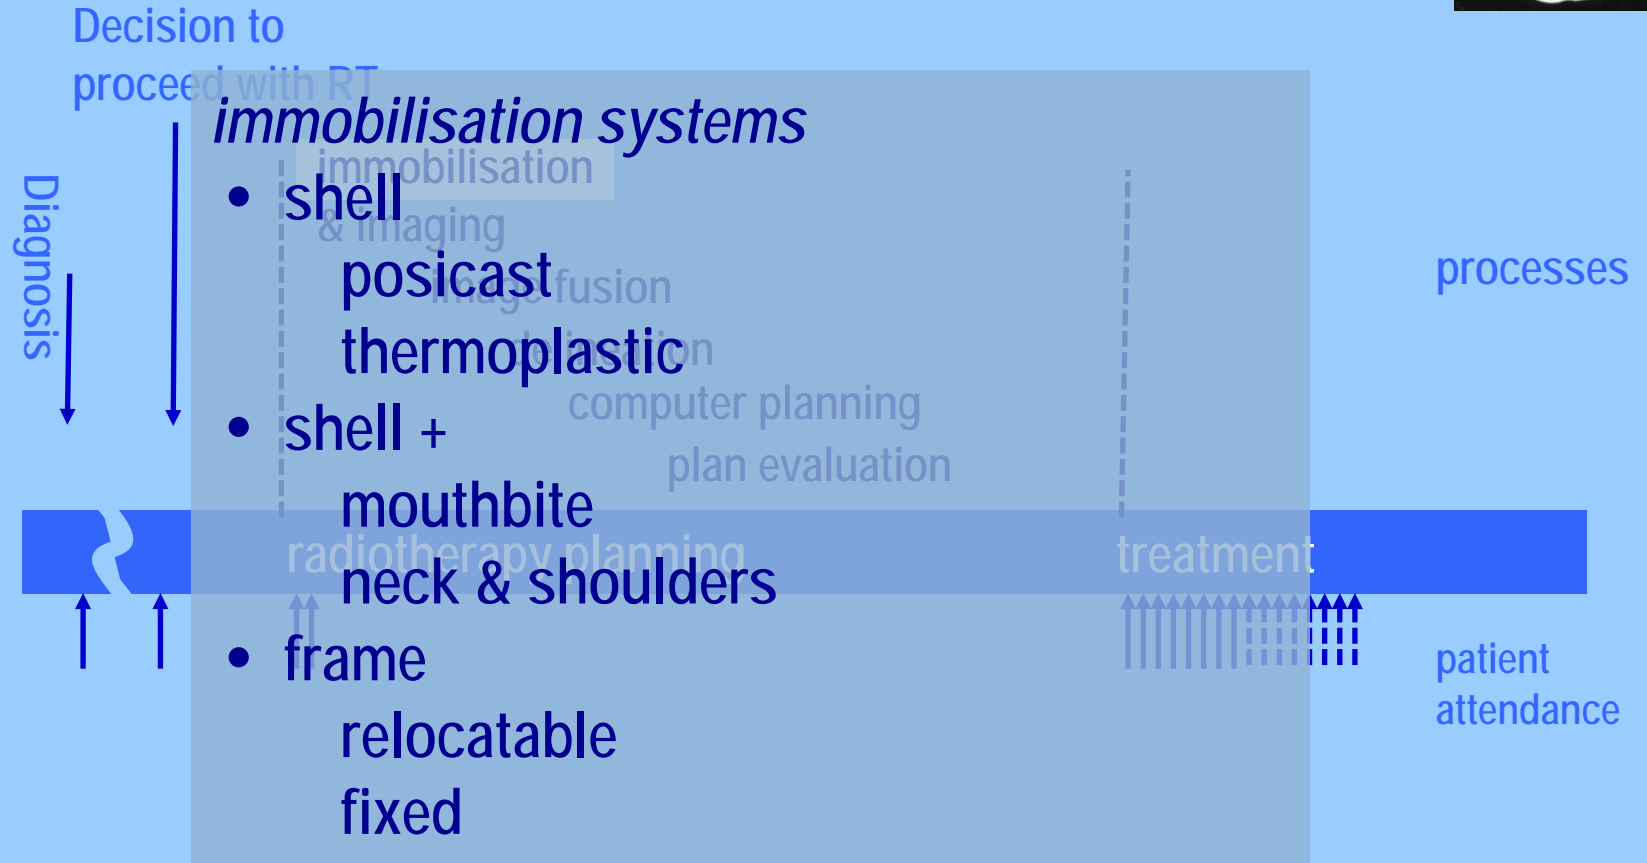 Decision to
proceed with RT
Diagnosis
immobilisation systems
• shell
posicast
thermoplastic
• shell +
mouthbite
neck & shoulders
• frame
relocatable
fixed
immobilisation
& imaging
image fusion
delineation
computer planning
plan evaluation
radiotherapy planning
treatment
processes
patient
attendance